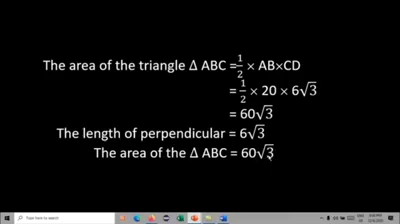 The area of the triangle Δ ABC =½ × AB×CD
= ½ × 20 × 6√3
= 60√3
The length of perpendicular = 6√3
The area of the Δ ABC = 60√3